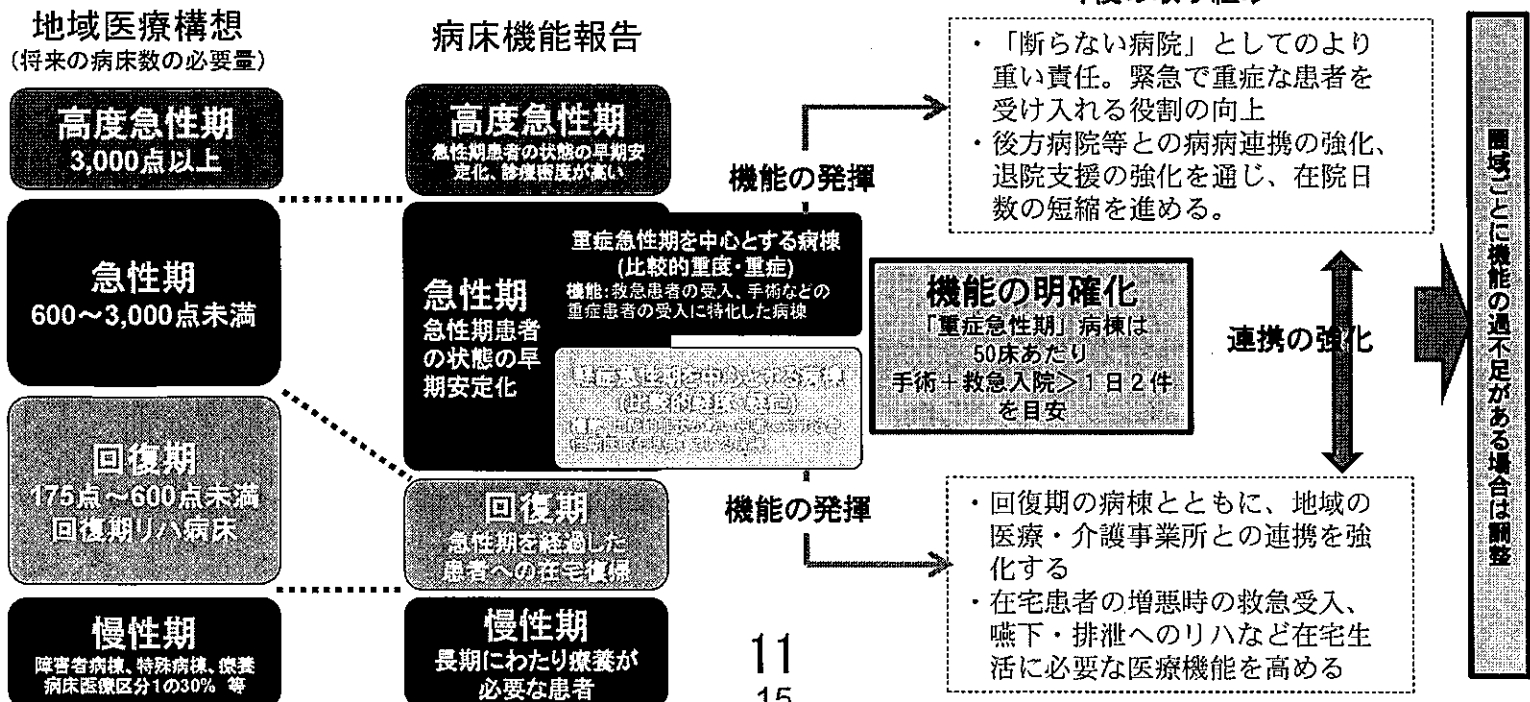 地域医療構想
(将来の病床数の必要量)
高度急性期
3,000点以上
急性期
600～3,000点未満
回復期
175点～600点未満
回復期リハ病床
慢性期
障害者病棟、特殊病棟、療養
病床医療区分1の30% 等
病床機能報告
高度急性期
急性期患者の状態の早期安
定化、診療密度が高い
急性期
急性期患者
の状態の早
期安定化
重症急性期を中心とする病棟
(比較的重度・重症)
機能:救急患者の受入、手術などの
重症患者の受入に特化した病棟
軽症急性期を中心とする病棟
(比較的軽度・軽症)
回復期
急性期を経過した
患者への在宅復帰
慢性期
長期にわたり療養が
必要な患者
機能の発揮
機能の明確化
「重症急性期」病棟は
50床あたり
手術+救急入院>1日2件
を目安
機能の発揮
・「断らない病院」としてのより
重い責任。緊急で重症な患者を
受け入れる役割の向上
・後方病院等との病病連携の強化、
退院支援の強化を通じ、在院日
数の短縮を進める。
連携の強化
・回復期の病棟とともに、地域の
医療・介護事業所との連携を強
化する
・在宅患者の増悪時の救急受入、
嚥下・排泄へのリハなど在宅生
活に必要な医療機能を高める
圏域ごとに機能の過不足がある場合は調整
11
15